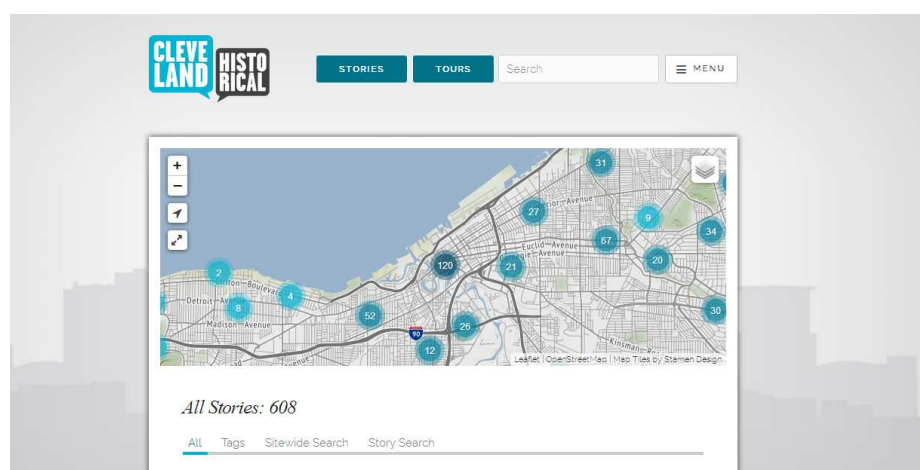 CLEVE
LAND
HISTO
RICAL
STORIES
TOURS
Search
MENU
+
−
31
27
9
34
67
Euclid Avenue
20
120
21
2
4
Detroit
8
52
30
Madison Avenue
90
26
12
Leaflet | OpenStreetMap | Map Tiles by Stamen Design
All Stories: 608
All Tags Sitewide Search Story Search